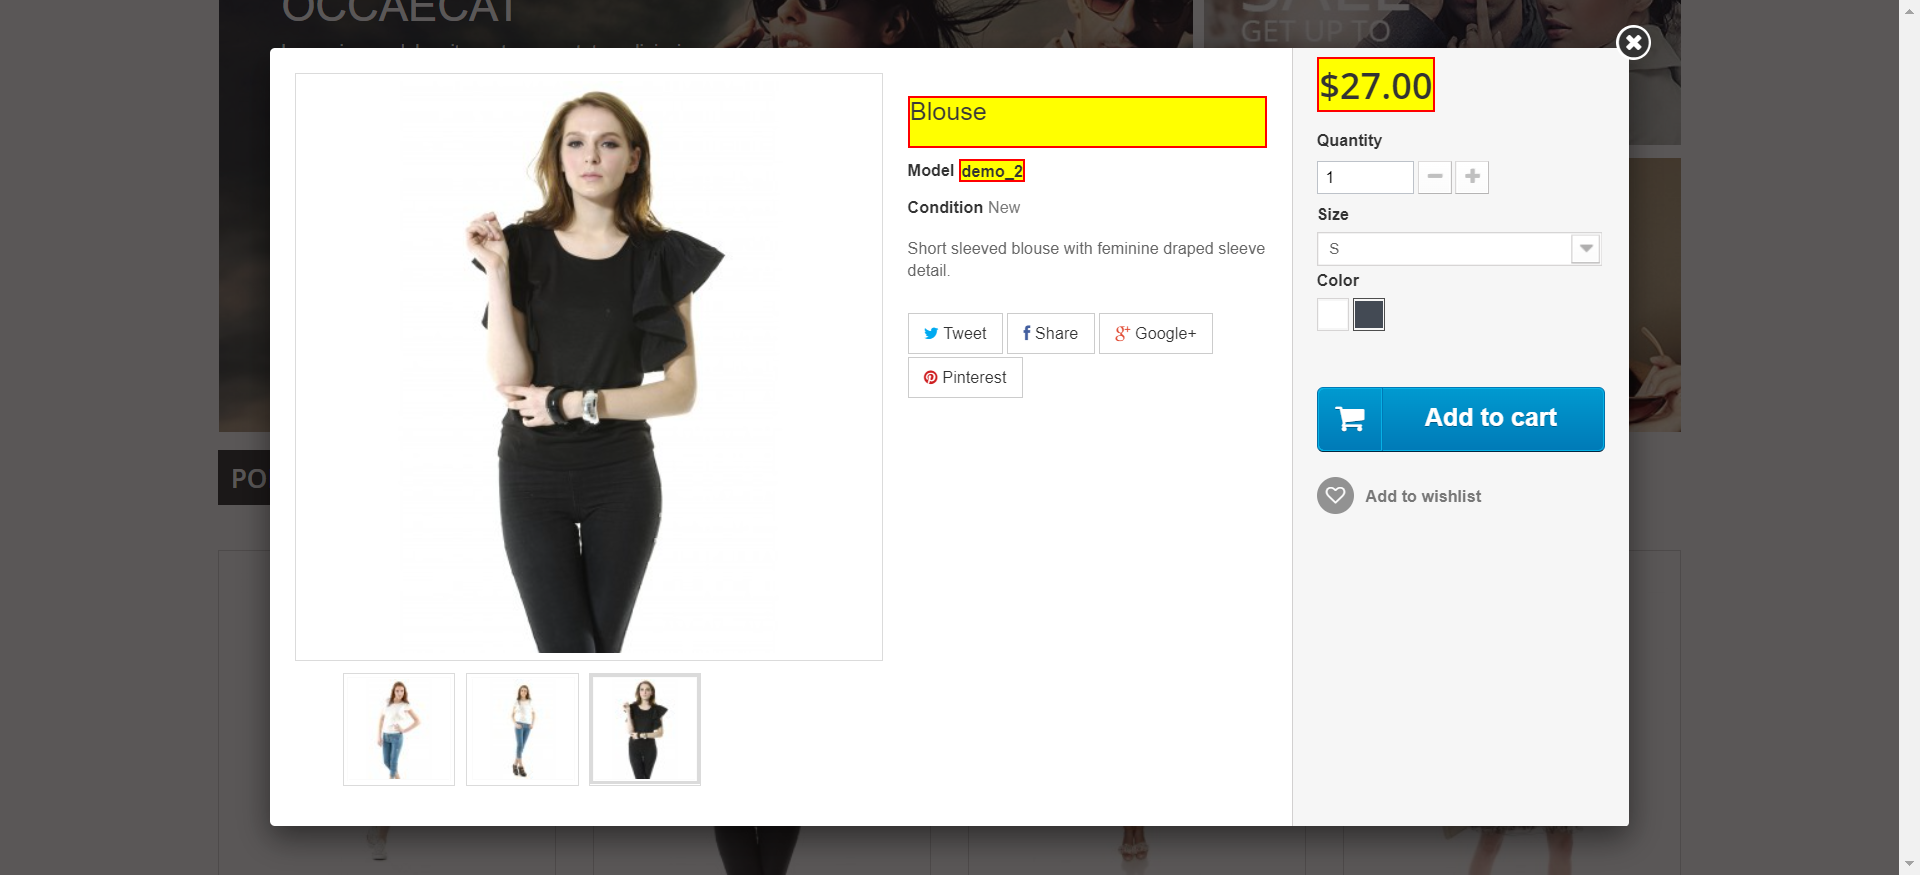 OCCAECAT
GET UP TO
$27.00
Blouse
Quantity
Model demo_2
1
Condition New
Size
Short sleeved blouse with feminine draped sleeve
detail.
S
Color
Tweet
Share
Google+
Pinterest
Add to cart
Add to wishlist
PO